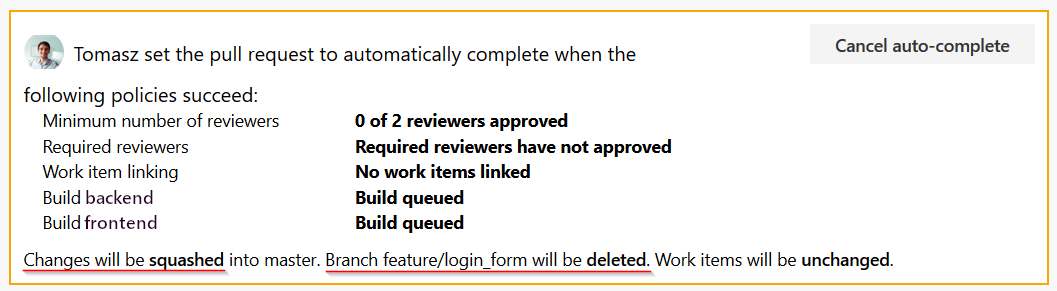 Tomasz set the pull request to automatically complete when the
Cancel auto-complete
following policies succeed:
Minimum number of reviewers 0 of 2 reviewers approved
Required reviewers Required reviewers have not approved
Work item linking No work items linked
Build backend Build queued
Build frontend Build queued
Changes will be squashed into master. Branch feature/login_form will be deleted. Work items will be unchanged.